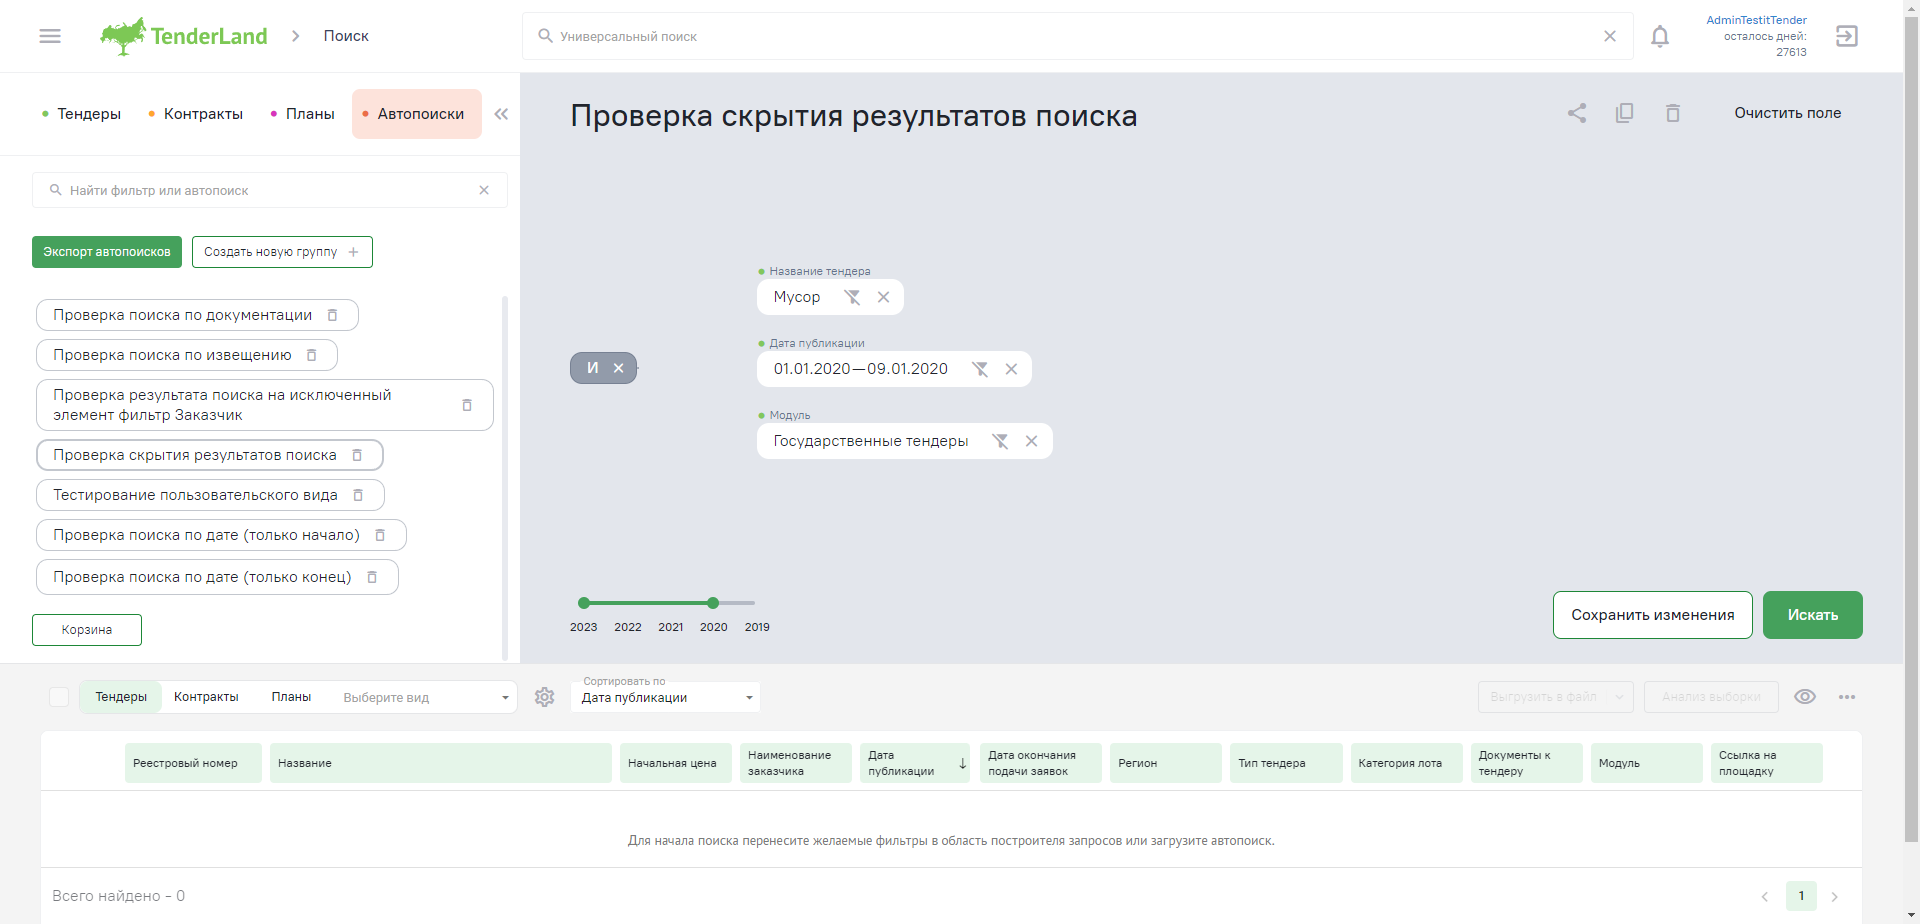 TenderLand
Поиск
Универсальный поиск
AdminTestitTender
осталось дней:
27613
Тендеры
Контракты
Планы
Автопоиски
Проверка скрытия результатов поиска
Очистить поле
Найти фильтр или автопоиск
Экспорт автопоисков
Создать новую группу
Проверка поиска по документации
Проверка поиска по извещению
Проверка результата поиска на исключенный
элемент фильтр Заказчик
Проверка скрытия результатов поиска
Тестирование пользовательского вида
Проверка поиска по дате (только начало)
Проверка поиска по дате (только конец)
Корзина
Название тендера
Мусор
И
Дата публикации
01.01.2020—09.01.2020
Модуль
Государственные тендеры
2023 2022 2021 2020 2019
Сохранить изменения
Искать
Тендеры
Контракты
Планы
Выберите вид
Сортировать по
Дата публикации
Выгрузить в файл
Анализ выборки
Реестровый номер
Название
Начальная цена
Наименование
заказчика
Дата
публикации
Дата окончания
подачи заявок
Регион
Тип тендера
Категория лота
Документы к
тендеру
Модуль
Ссылка на
площадку
Для начала поиска перенесите желаемые фильтры в область построителя запросов или загрузите автопоиск.
Всего найдено - 0
1